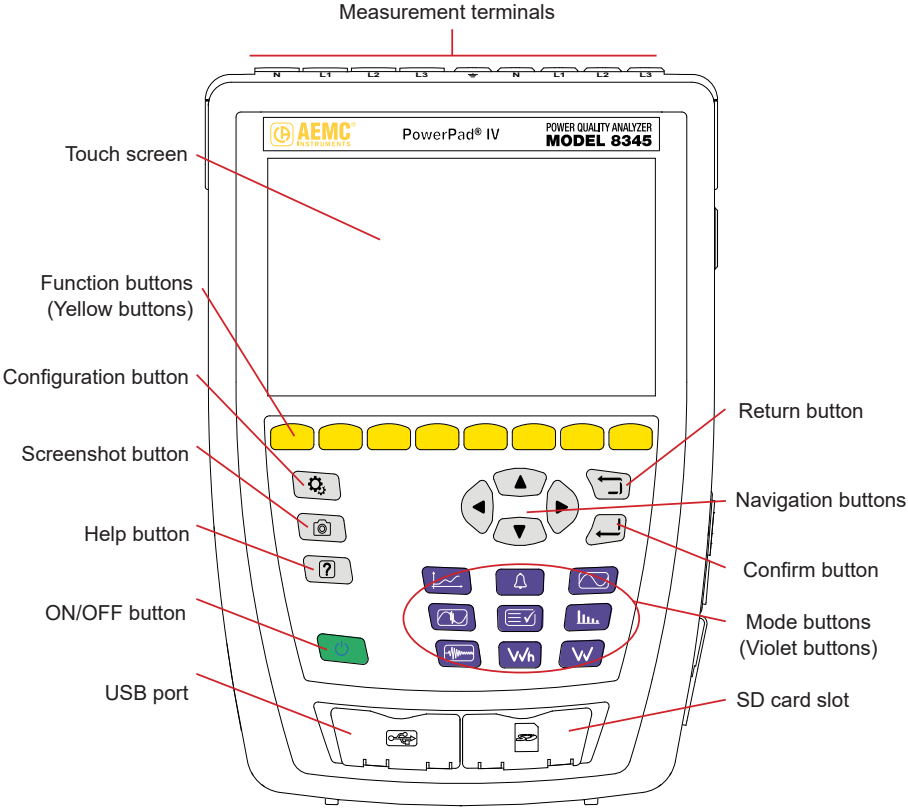 Measurement terminals
N L1 L2 L3 N L1 L2 L3
AEMC®
INSTRUMENTS
PowerPad® IV
POWER QUALITY ANALYZER
MODEL 8345
Touch screen
Function buttons
(Yellow buttons)
Configuration button
Screenshot button
Help button
ON/OFF button
USB port
Return button
Navigation buttons
Confirm button
Mode buttons
(Violet buttons)
SD card slot
?
Wh
W